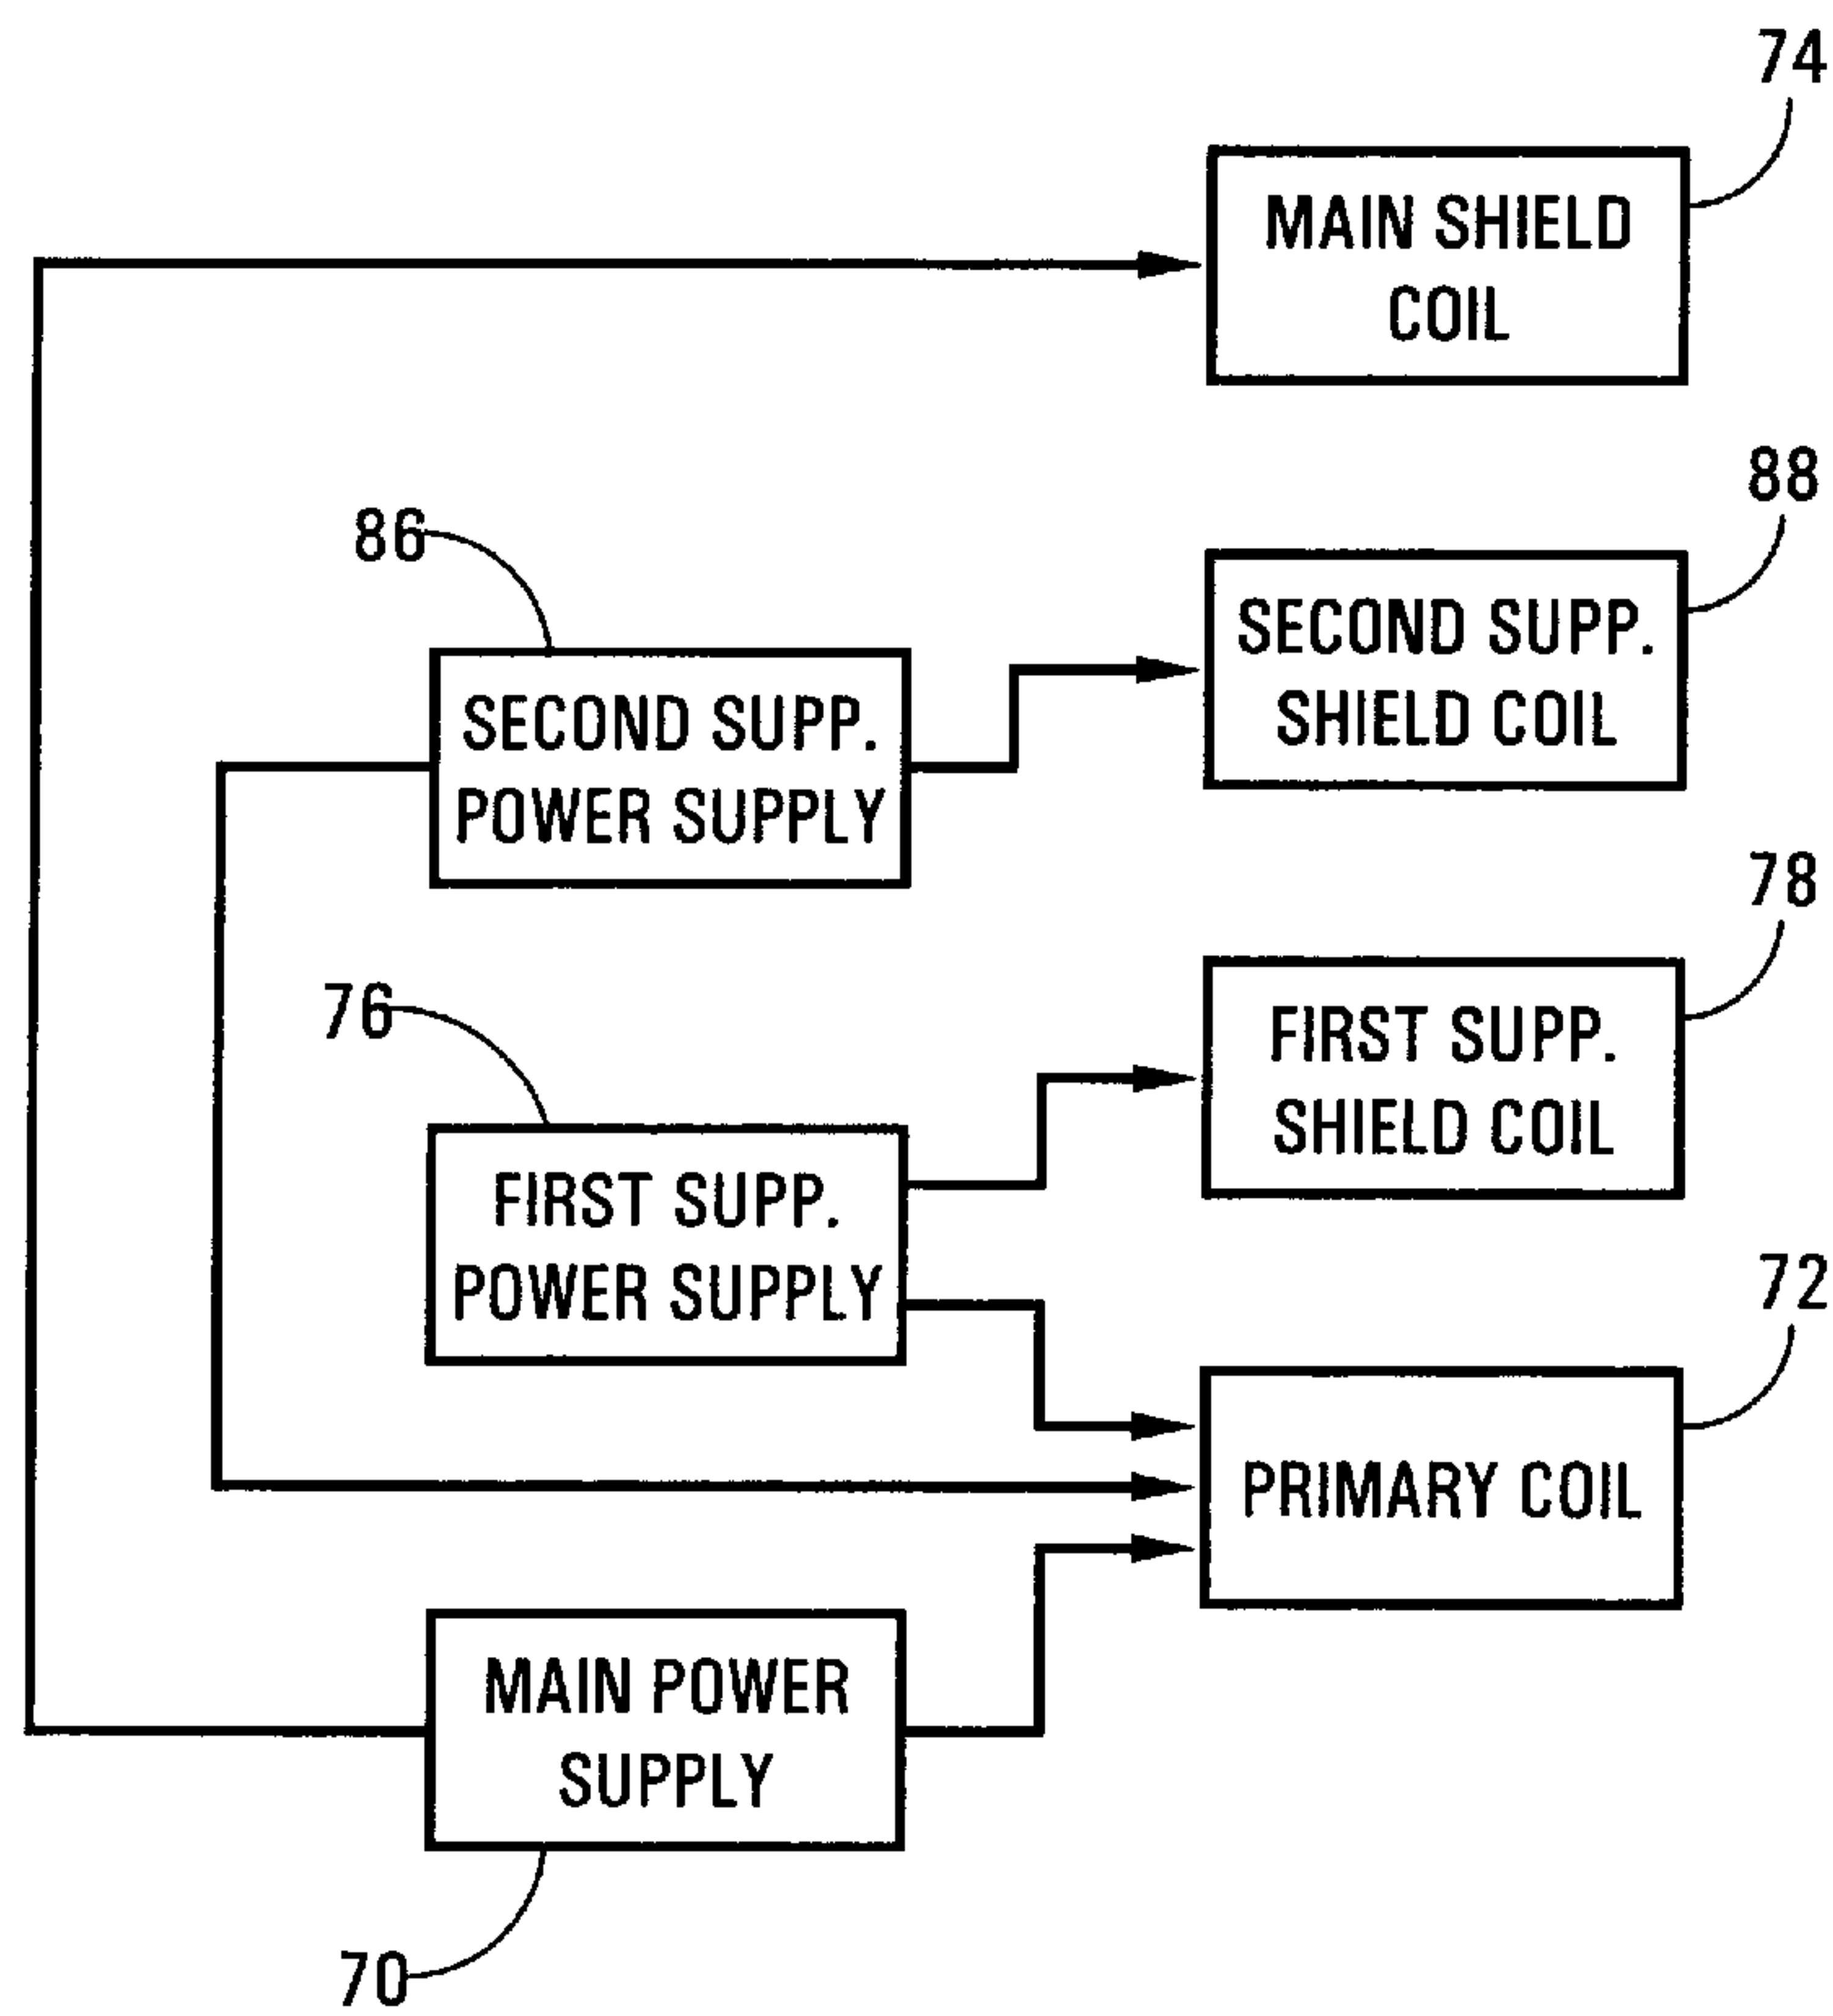 74
MAIN SHIELD
COIL
88
86
SECOND SUPP.
SHIELD COIL
SECOND SUPP.
POWER SUPPLY
78
76
FIRST SUPP.
SHIELD COIL
FIRST SUPP.
POWER SUPPLY
72
PRIMARY COIL
MAIN POWER
SUPPLY
70